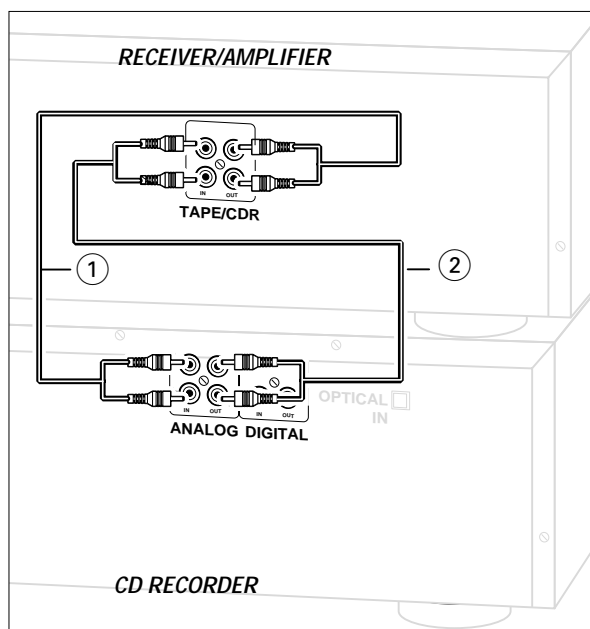 RECEIVER/AMPLIFIER
IN OUT
TAPE/CDR
1
2
OPTICAL
IN
IN OUT IN OUT
ANALOG DIGITAL
CD RECORDER